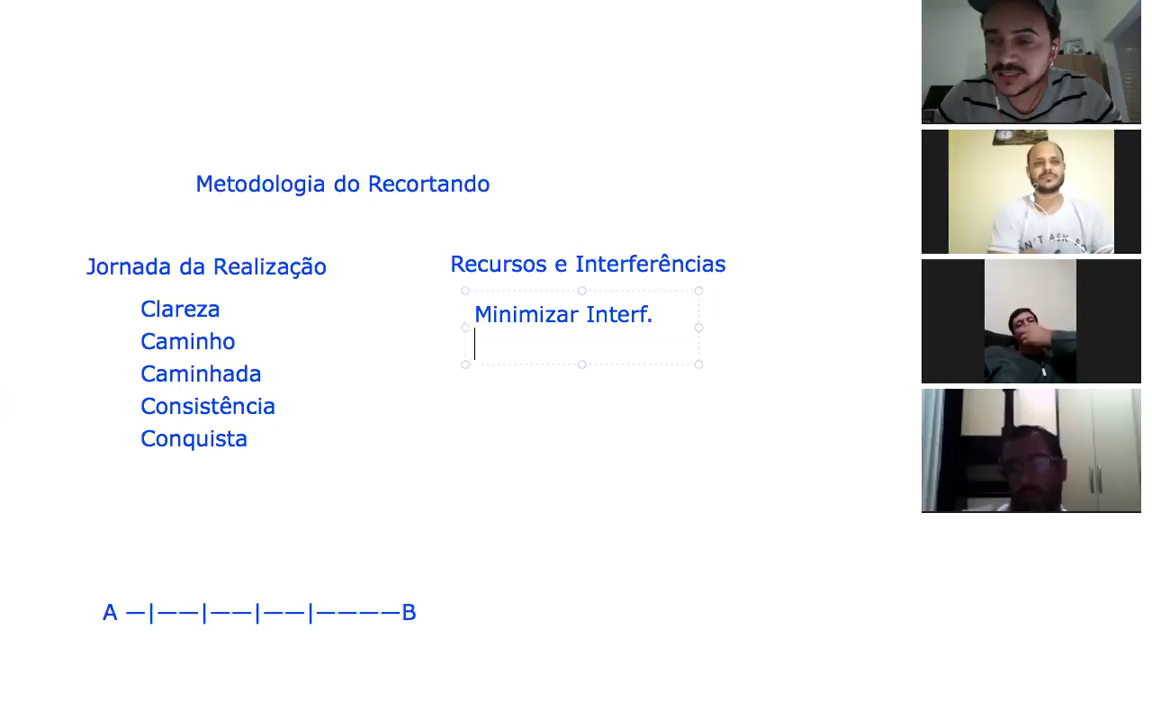 Metodologia do Recortando
Jornada da Realização
Clareza
Caminho
Caminhada
Consistência
Conquista
Recursos e Interferências
Minimizar Interf.
A —|——|——|——|————B